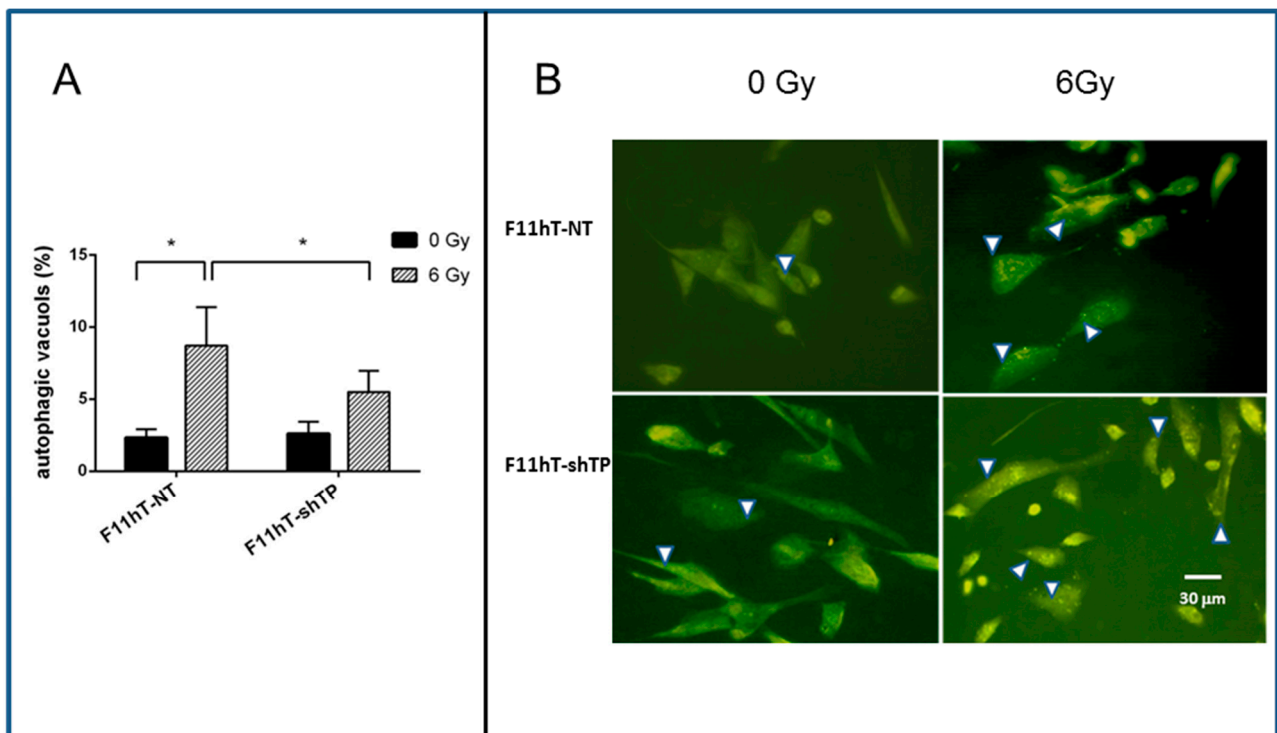 A
* *
0 Gy
6 Gy
autophagic vacuols (%)
15
10
5
0
F11hT-NT
F11hT-shTP
B
0 Gy 6Gy
F11hT-NT
F11hT-shTP
30 µm